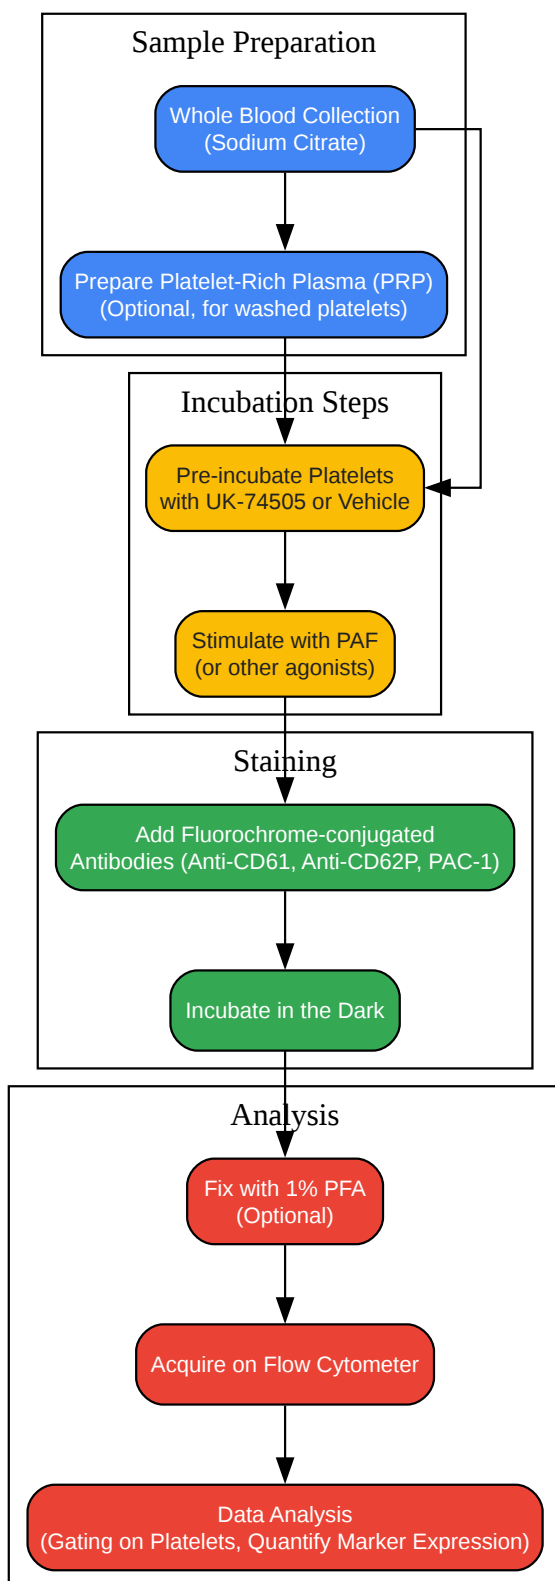 Sample Preparation
Whole Blood Collection
(Sodium Citrate)
Prepare Platelet-Rich Plasma (PRP)
(Optional, for washed platelets)
Incubation Steps
Pre-incubate Platelets
with UK-74505 or Vehicle
Stimulate with PAF
(or other agonists)
Staining
Add Fluorochrome-conjugated
Antibodies (Anti-CD61, Anti-CD62P, PAC-1)
Incubate in the Dark
Analysis
Fix with 1% PFA
(Optional)
Acquire on Flow Cytometer
Data Analysis
(Gating on Platelets, Quantify Marker Expression)